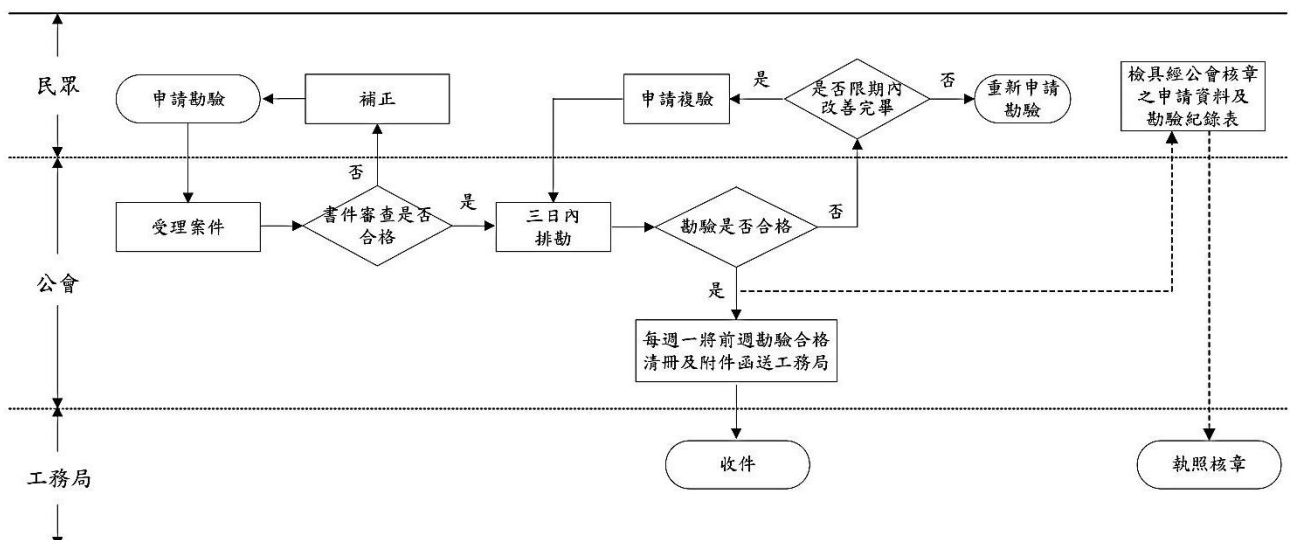 民眾
申請勘驗
補正
申請複驗
是
是否限期內
改善完畢
否
重新申請
勘驗
檢具經公會核章
之申請資料及
勘驗紀錄表
公會
受理案件
否
書件審查是否
合格
是
三日內
排勘
勘驗是否合格
否
是
每週一將前週勘驗合格
清冊及附件函送工務局
工務局
收件
執照核章